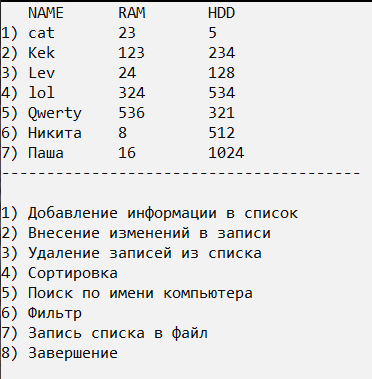 NAME RAM HDD
1) cat 23 5
2) Kek 123 234
3) Lev 24 128
4) lol 324 534
5) Qwerty 536 321
6) Никита 8 512
7) Паша 16 1024
----------------------------------------
1) Добавление информации в список
2) Внесение изменений в записи
3) Удаление записей из списка
4) Сортировка
5) Поиск по имени компьютера
6) Фильтр
7) Запись списка в файл
8) Завершение